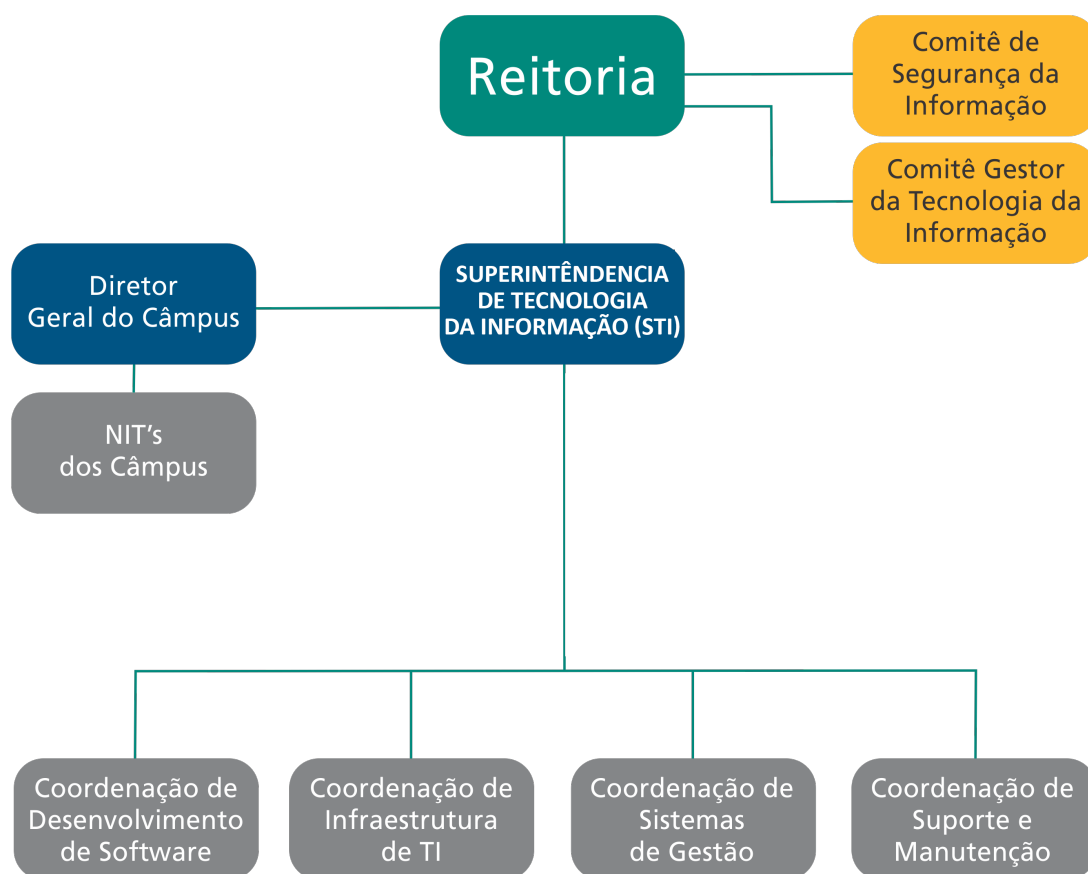 Reitoria
Comitê de
Segurança da
Informação
Comitê Gestor
da Tecnologia da
Informação
Diretor
Geral do Câmpus
SUPERINTÊNDENCIA
DE TECNOLOGIA
DA INFORMAÇÃO (STI)
NIT’s
dos Câmpus
Coordenação de
Desenvolvimento
de Software
Coordenação de
Infraestrutura
de TI
Coordenação de
Sistemas
de Gestão
Coordenação de
Suporte e
Manutenção